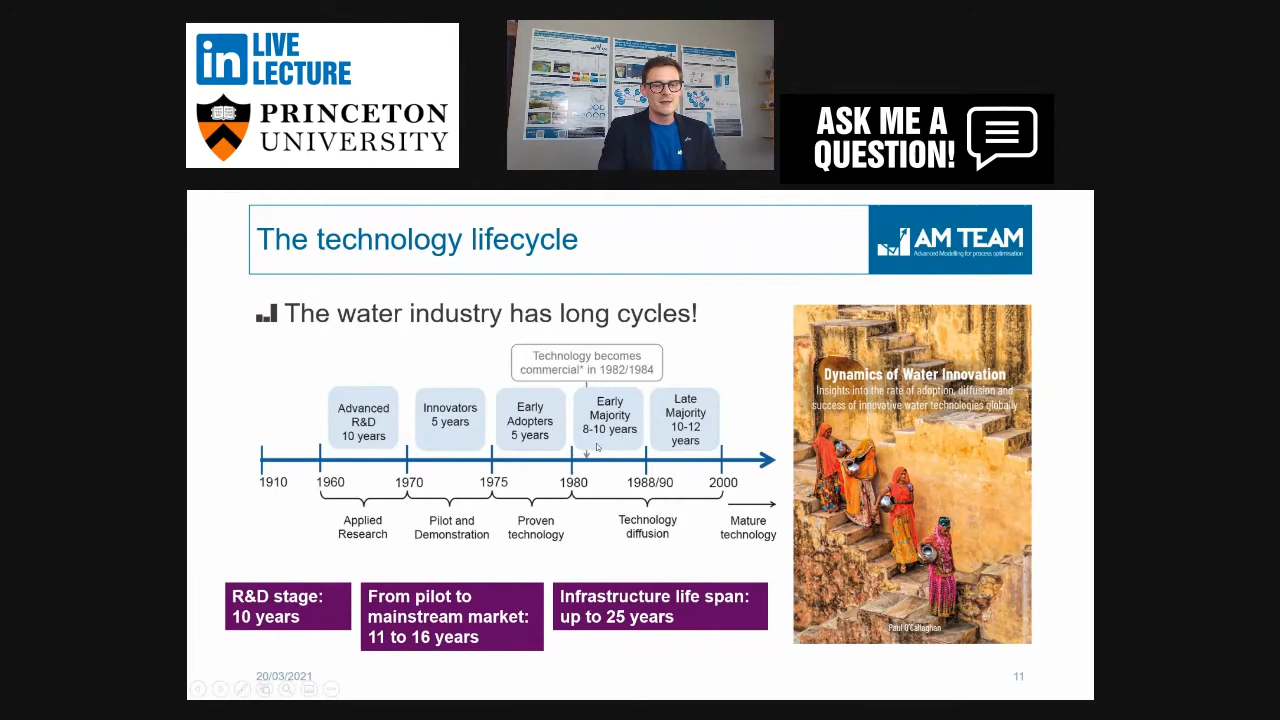 in LIVE
LECTURE
PRINCETON
UNIVERSITY
ASK ME A
QUESTION!
The technology lifecycle
AM TEAM
Advanced Modelling for process optimisation
The water industry has long cycles!
Technology becomes
commercial* in 1982/1984
Advanced
R&D
10 years
Innovators
5 years
Early
Adopters
5 years
Early
Majority
8-10 years
Late
Majority
10-12
years
1910
1960
1970
1975
1980
1988/90
2000
Applied
Research
Pilot and
Demonstration
Proven
technology
Technology
diffusion
Mature
technology
Dynamics of Water Innovation
Insights into the rate of adoption, diffusion and
success of innovative water technologies globally
Paul O'Callaghan
R&D stage:
10 years
From pilot to
mainstream market:
11 to 16 years
Infrastructure life span:
up to 25 years
20/03/2021
11